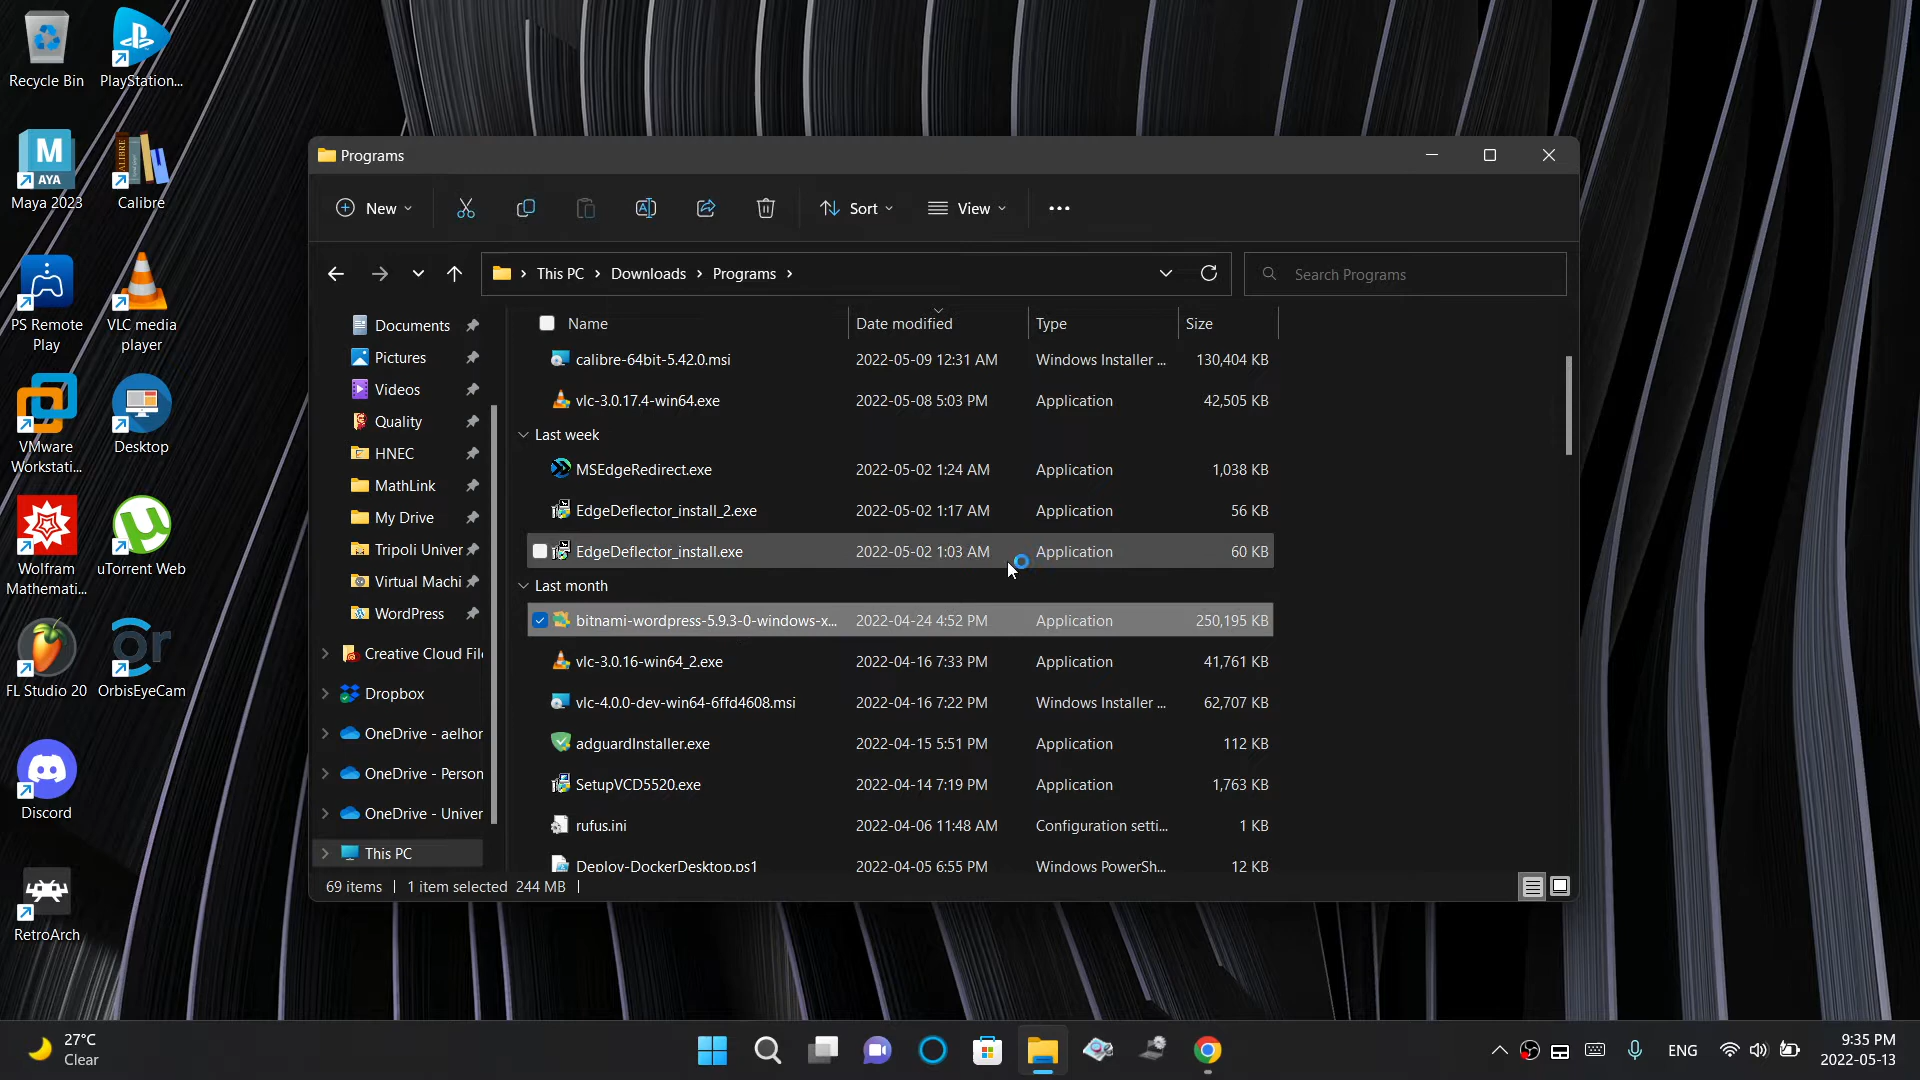 Recycle Bin
PlayStation...
Maya 2023
Calibre
PS Remote
Play
VLC media
player
VMware
Workstati...
Desktop
Wolfram
Mathemati...
uTorrent Web
FL Studio 20
OrbisEyeCam
Discord
RetroArch
M
AYA
CALIBRE
or
Programs
New
Sort
View
This PC
Downloads
Programs
Search Programs
Documents
Pictures
Videos
Quality
HNEC
MathLink
My Drive
Tripoli Univer
Virtual Machi
WordPress
Creative Cloud Fil
Dropbox
OneDrive - aelhor
OneDrive - Person
OneDrive - Univer
This PC
Name Date modified Type Size
calibre-64bit-5.42.0.msi 2022-05-09 12:31 AM Windows Installer ... 130,404 KB
vlc-3.0.17.4-win64.exe 2022-05-08 5:03 PM Application 42,505 KB
Last week
MSEdgeRedirect.exe 2022-05-02 1:24 AM Application 1,038 KB
EdgeDeflector_install_2.exe 2022-05-02 1:17 AM Application 56 KB
EdgeDeflector_install.exe 2022-05-02 1:03 AM Application 60 KB
Last month
bitnami-wordpress-5.9.3-0-windows-x... 2022-04-24 4:52 PM Application 250,195 KB
vlc-3.0.16-win64_2.exe 2022-04-16 7:33 PM Application 41,761 KB
vlc-4.0.0-dev-win64-6ffd4608.msi 2022-04-16 7:22 PM Windows Installer ... 62,707 KB
adguardInstaller.exe 2022-04-15 5:51 PM Application 112 KB
SetupVCD5520.exe 2022-04-14 7:19 PM Application 1,763 KB
rufus.ini 2022-04-06 11:48 AM Configuration setti... 1 KB
Deploy-DockerDesktop.ps1 2022-04-05 6:55 PM Windows PowerSh... 12 KB
69 items 1 item selected 244 MB
27°C
Clear
ENG
9:35 PM
2022-05-13